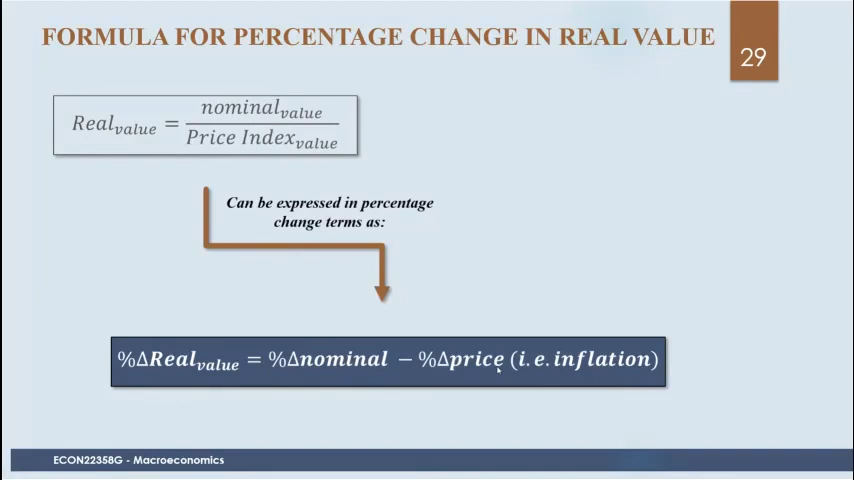 FORMULA FOR PERCENTAGE CHANGE IN REAL VALUE
29
Real_value = nominal_value / Price Index_value
Can be expressed in percentage
change terms as:
%ΔReal_value = %Δnominal − %Δprice (i.e.inflation)
ECON22358G - Macroeconomics